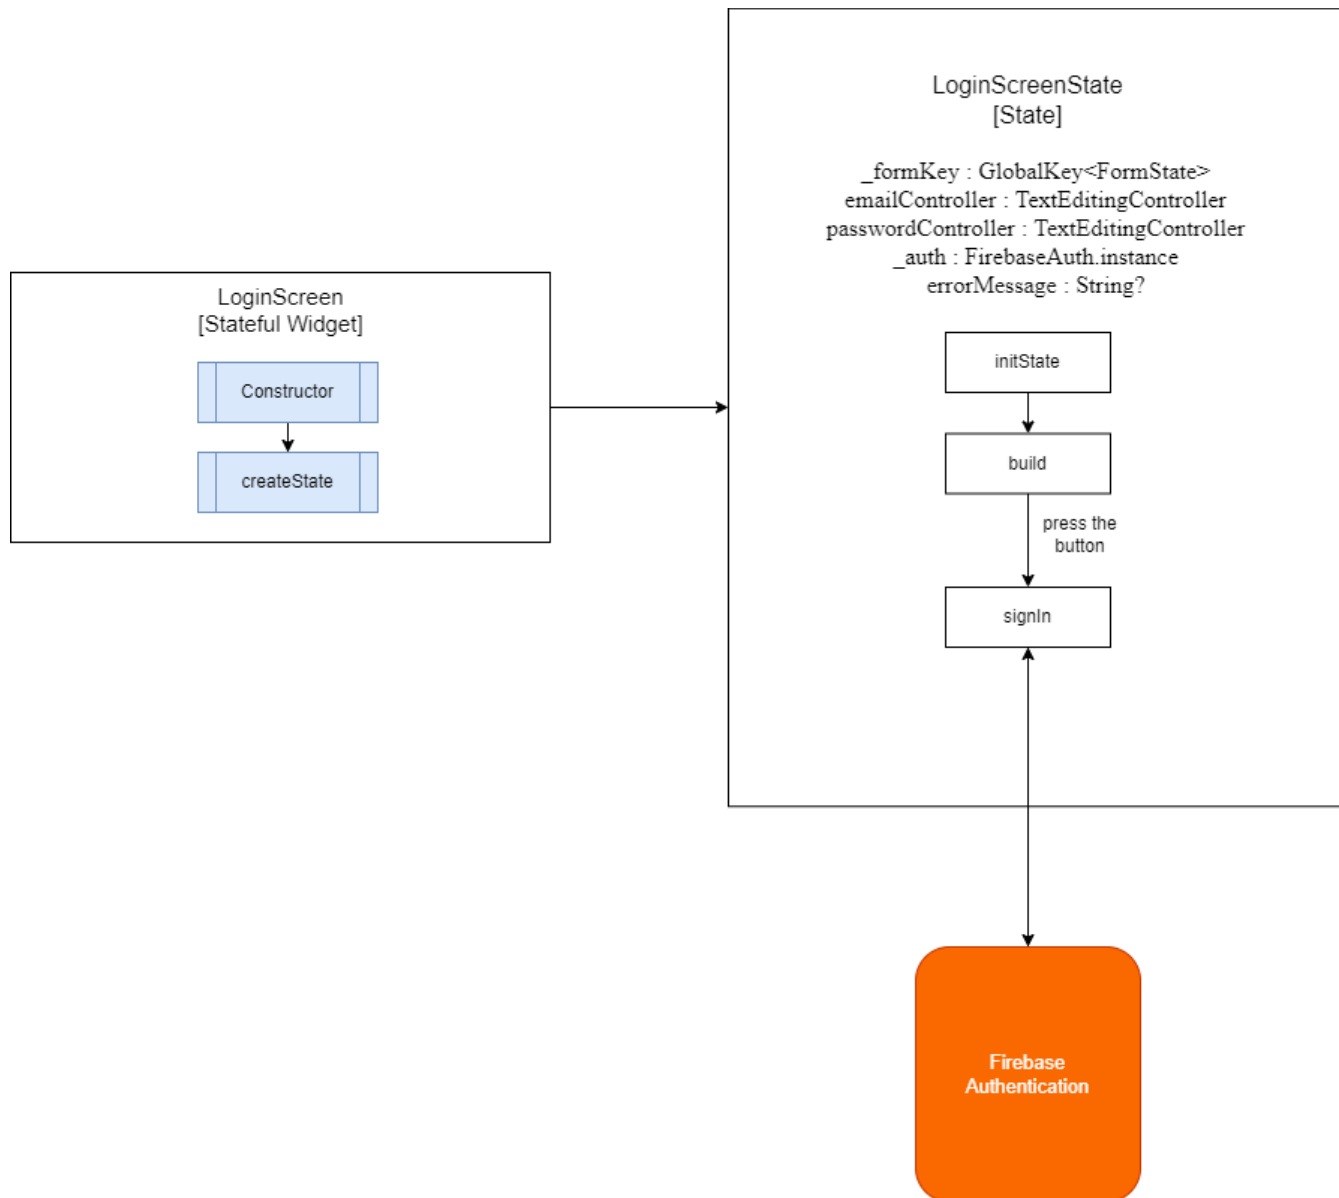 LoginScreen
[Stateful Widget]
Constructor
createState
LoginScreenState
[State]
_formKey : GlobalKey<FormState>
emailController : TextEditingController
passwordController : TextEditingController
_auth : FirebaseAuth.instance
errorMessage : String?
initState
build
press the
button
signIn
Firebase
Authentication